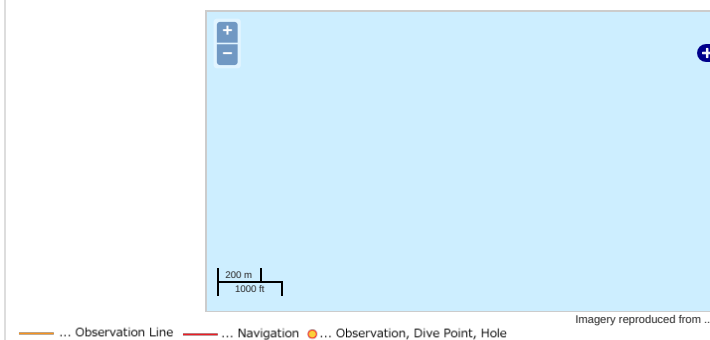 +
−
+
200 m
1000 ft
Imagery reproduced from ..
... Observation Line ... Navigation ... Observation, Dive Point, Hole